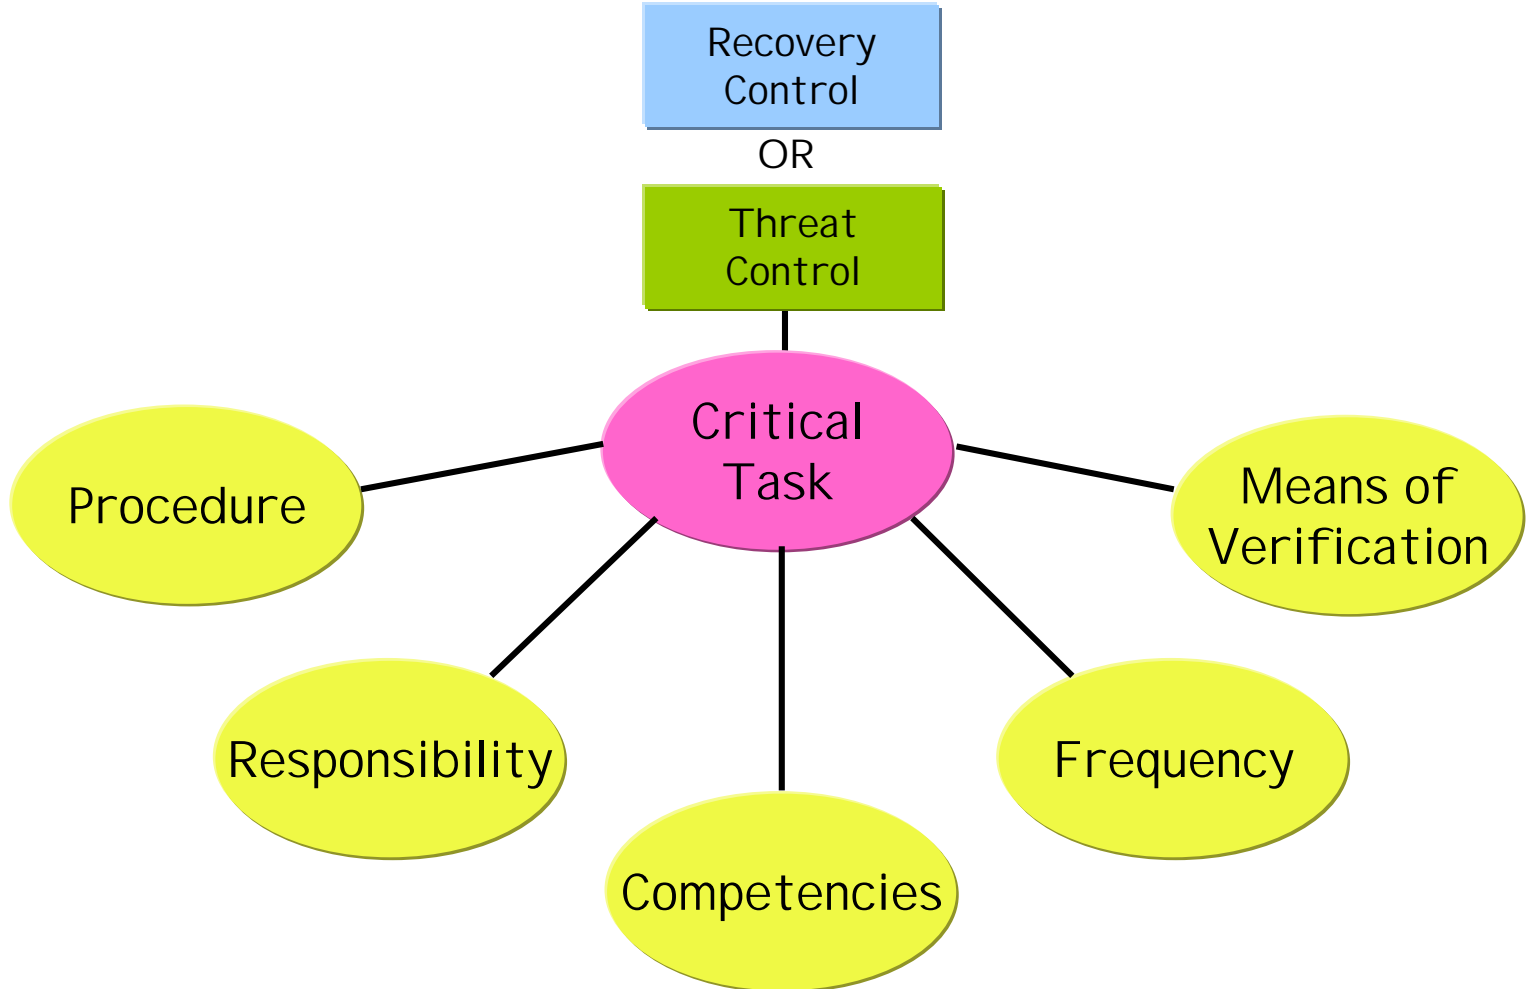 Recovery
Control
OR
Threat
Control
Critical
Task
Procedure
Means of
Verification
Responsibility
Frequency
Competencies